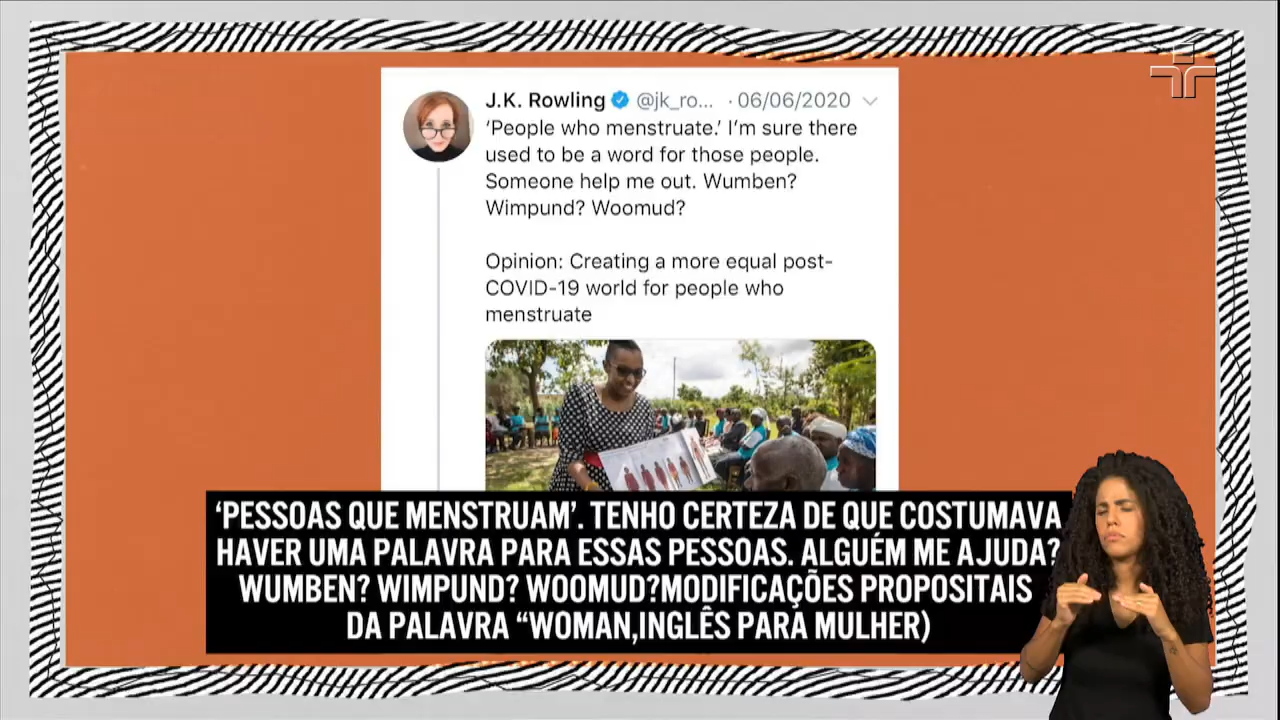 J.K. Rowling @jk_ro... · 06/06/2020
‘People who menstruate.’ I’m sure there
used to be a word for those people.
Someone help me out. Wumben?
Wimpund? Woomud?
Opinion: Creating a more equal post-
COVID-19 world for people who
menstruate
‘PESSOAS QUE MENSTRUAM’. TENHO CERTEZA DE QUE COSTUMAVA
HAVER UMA PALAVRA PARA ESSAS PESSOAS. ALGUÉM ME AJUDA?
WUMBEN? WIMPUND? WOOMUD?MODIFICAÇÕES PROPOSITAIS
DA PALAVRA “WOMAN,INGLÊS PARA MULHER)